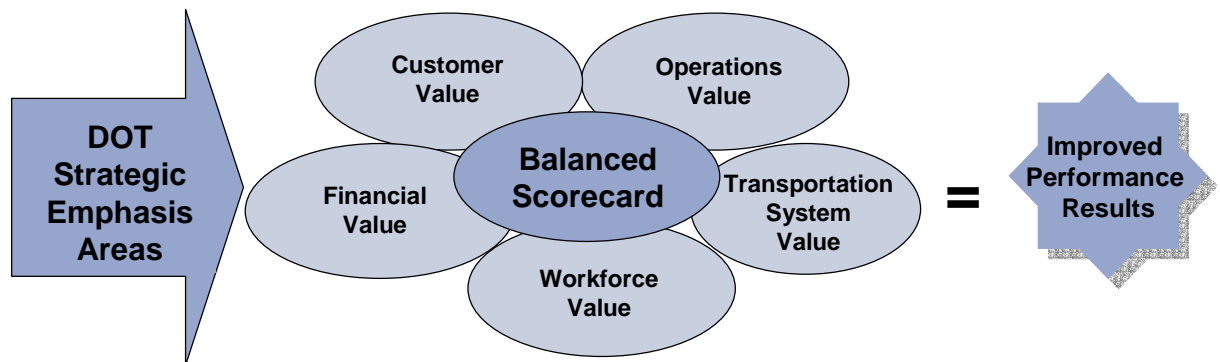 DOT
Strategic
Emphasis
Areas
Customer
Value
Operations
Value
Financial
Value
Balanced
Scorecard
Transportation
System
Value
Workforce
Value
=
Improved
Performance
Results